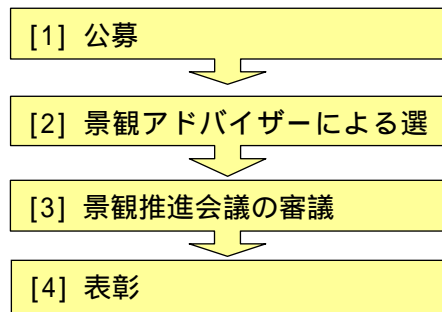 [1] 公募
[2] 景観アドバイザーによる選
[3] 景観推進会議の審議
[4] 表彰